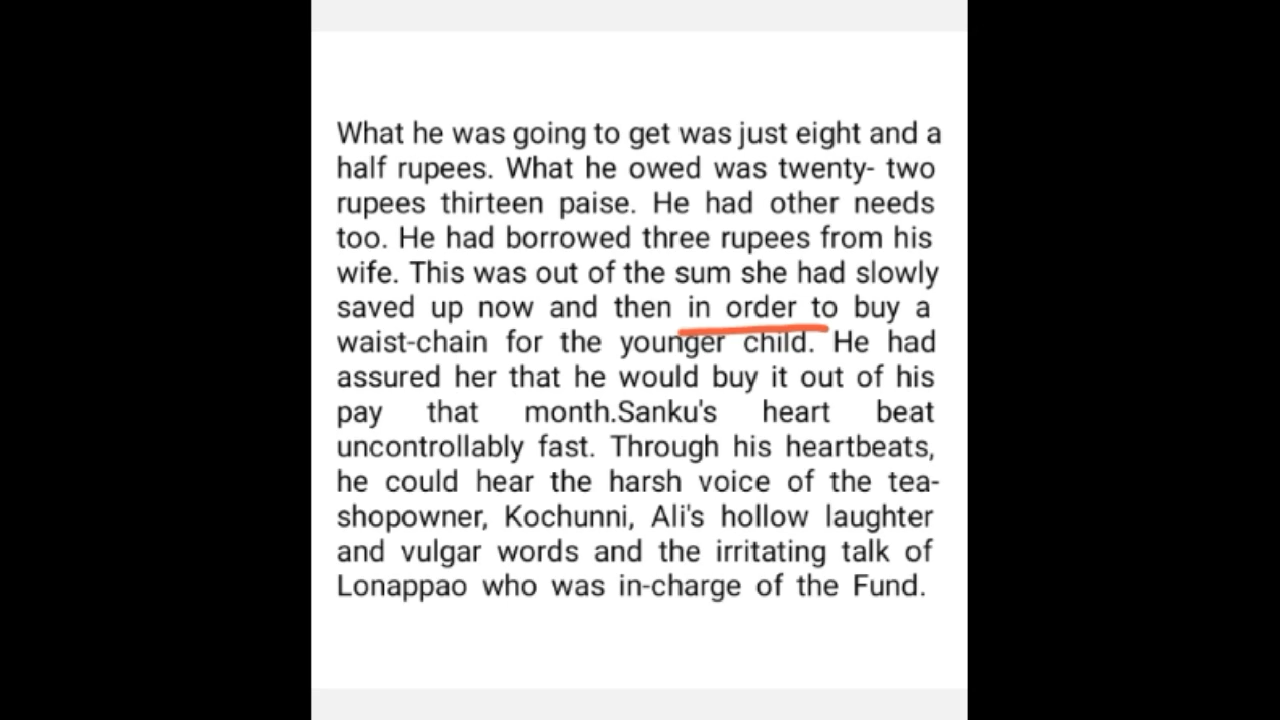 What he was going to get was just eight and a
half rupees. What he owed was twenty- two
rupees thirteen paise. He had other needs
too. He had borrowed three rupees from his
wife. This was out of the sum she had slowly
saved up now and then in order to buy a
waist-chain for the younger child. He had
assured her that he would buy it out of his
pay that month.Sanku's heart beat
uncontrollably fast. Through his heartbeats,
he could hear the harsh voice of the tea-
shopowner, Kochunni, Ali's hollow laughter
and vulgar words and the irritating talk of
Lonappao who was in-charge of the Fund.